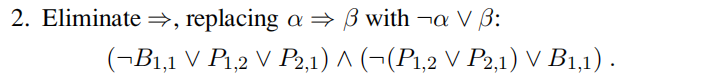 2. Eliminate ⇒, replacing α ⇒ β with ¬α ∨ β:
(¬B₁,₁ ∨ P₁,₂ ∨ P₂,₁) ∧ (¬(P₁,₂ ∨ P₂,₁) ∨ B₁,₁) .